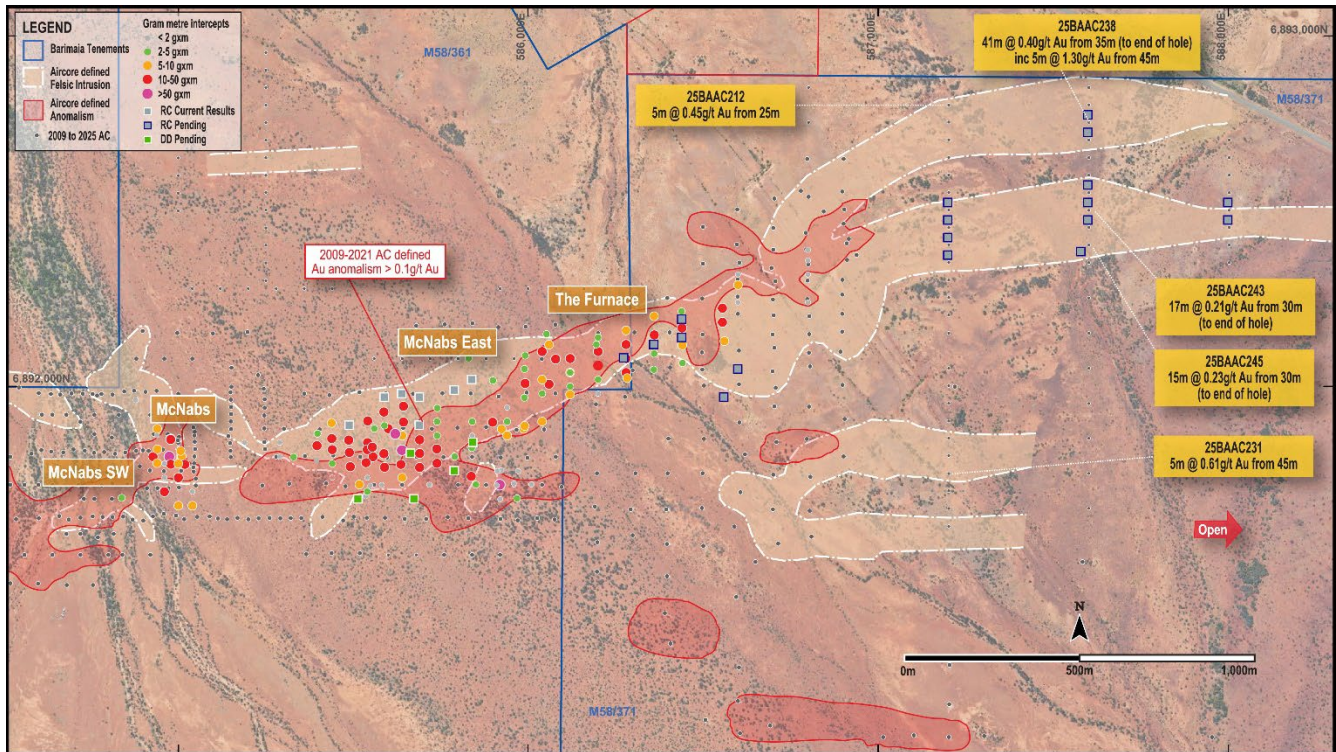 LEGEND
Barimaia Tenements
Aircore defined
Felsic Intrusion
Aircore defined
Anomalism
2009 to 2025 AC
Gram metre intercepts
< 2 gxm
2-5 gxm
5-10 gxm
10-50 gxm
>50 gxm
RC Current Results
RC Pending
DD Pending
M58/361
586,000E
587,000E
588,000E
6,893,000N
25BAAC238
41m @ 0.40g/t Au from 35m (to end of hole)
inc 5m @ 1.30g/t Au from 45m
25BAAC212
5m @ 0.45g/t Au from 25m
M58/371
2009-2021 AC defined
Au anomalism > 0.1g/t Au
The Furnace
McNabs East
6,892,000N
McNabs
McNabs SW
25BAAC243
17m @ 0.21g/t Au from 30m
(to end of hole)
25BAAC245
15m @ 0.23g/t Au from 30m
(to end of hole)
25BAAC231
5m @ 0.61g/t Au from 45m
Open
N
0m
500m
1,000m
M58/371